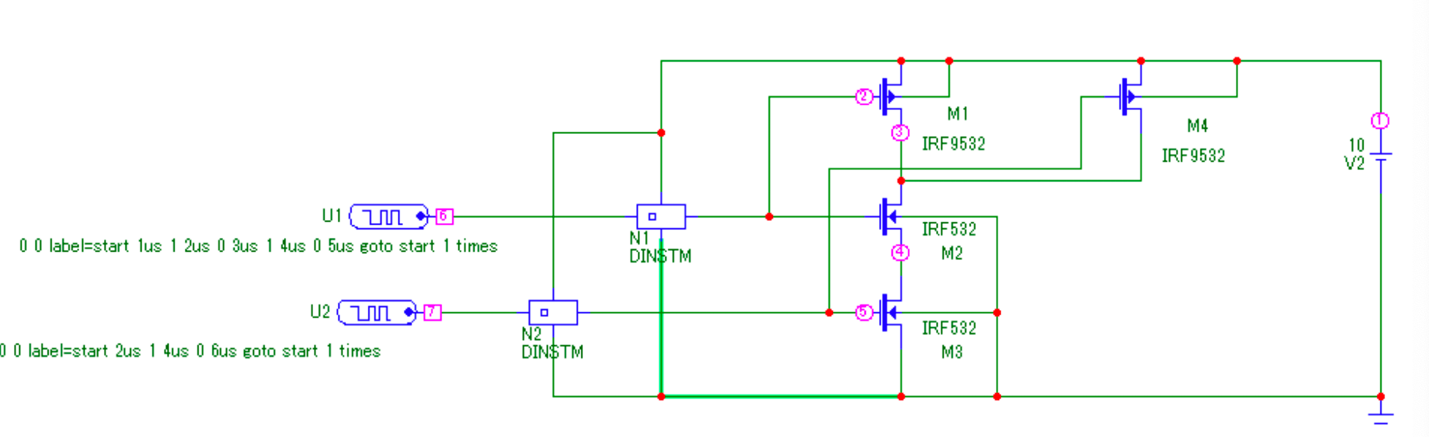 1
2
M1
3
M4
IRF9532
10
V2
IRF9532
U1
6
N1
DINSTM
IRF532
M2
0 0 label=start 1us 1 2us 0 3us 1 4us 0 5us goto start 1 times
4
U2
7
5
N2
DINSTM
IRF532
M3
0 0 label=start 2us 1 4us 0 6us goto start 1 times